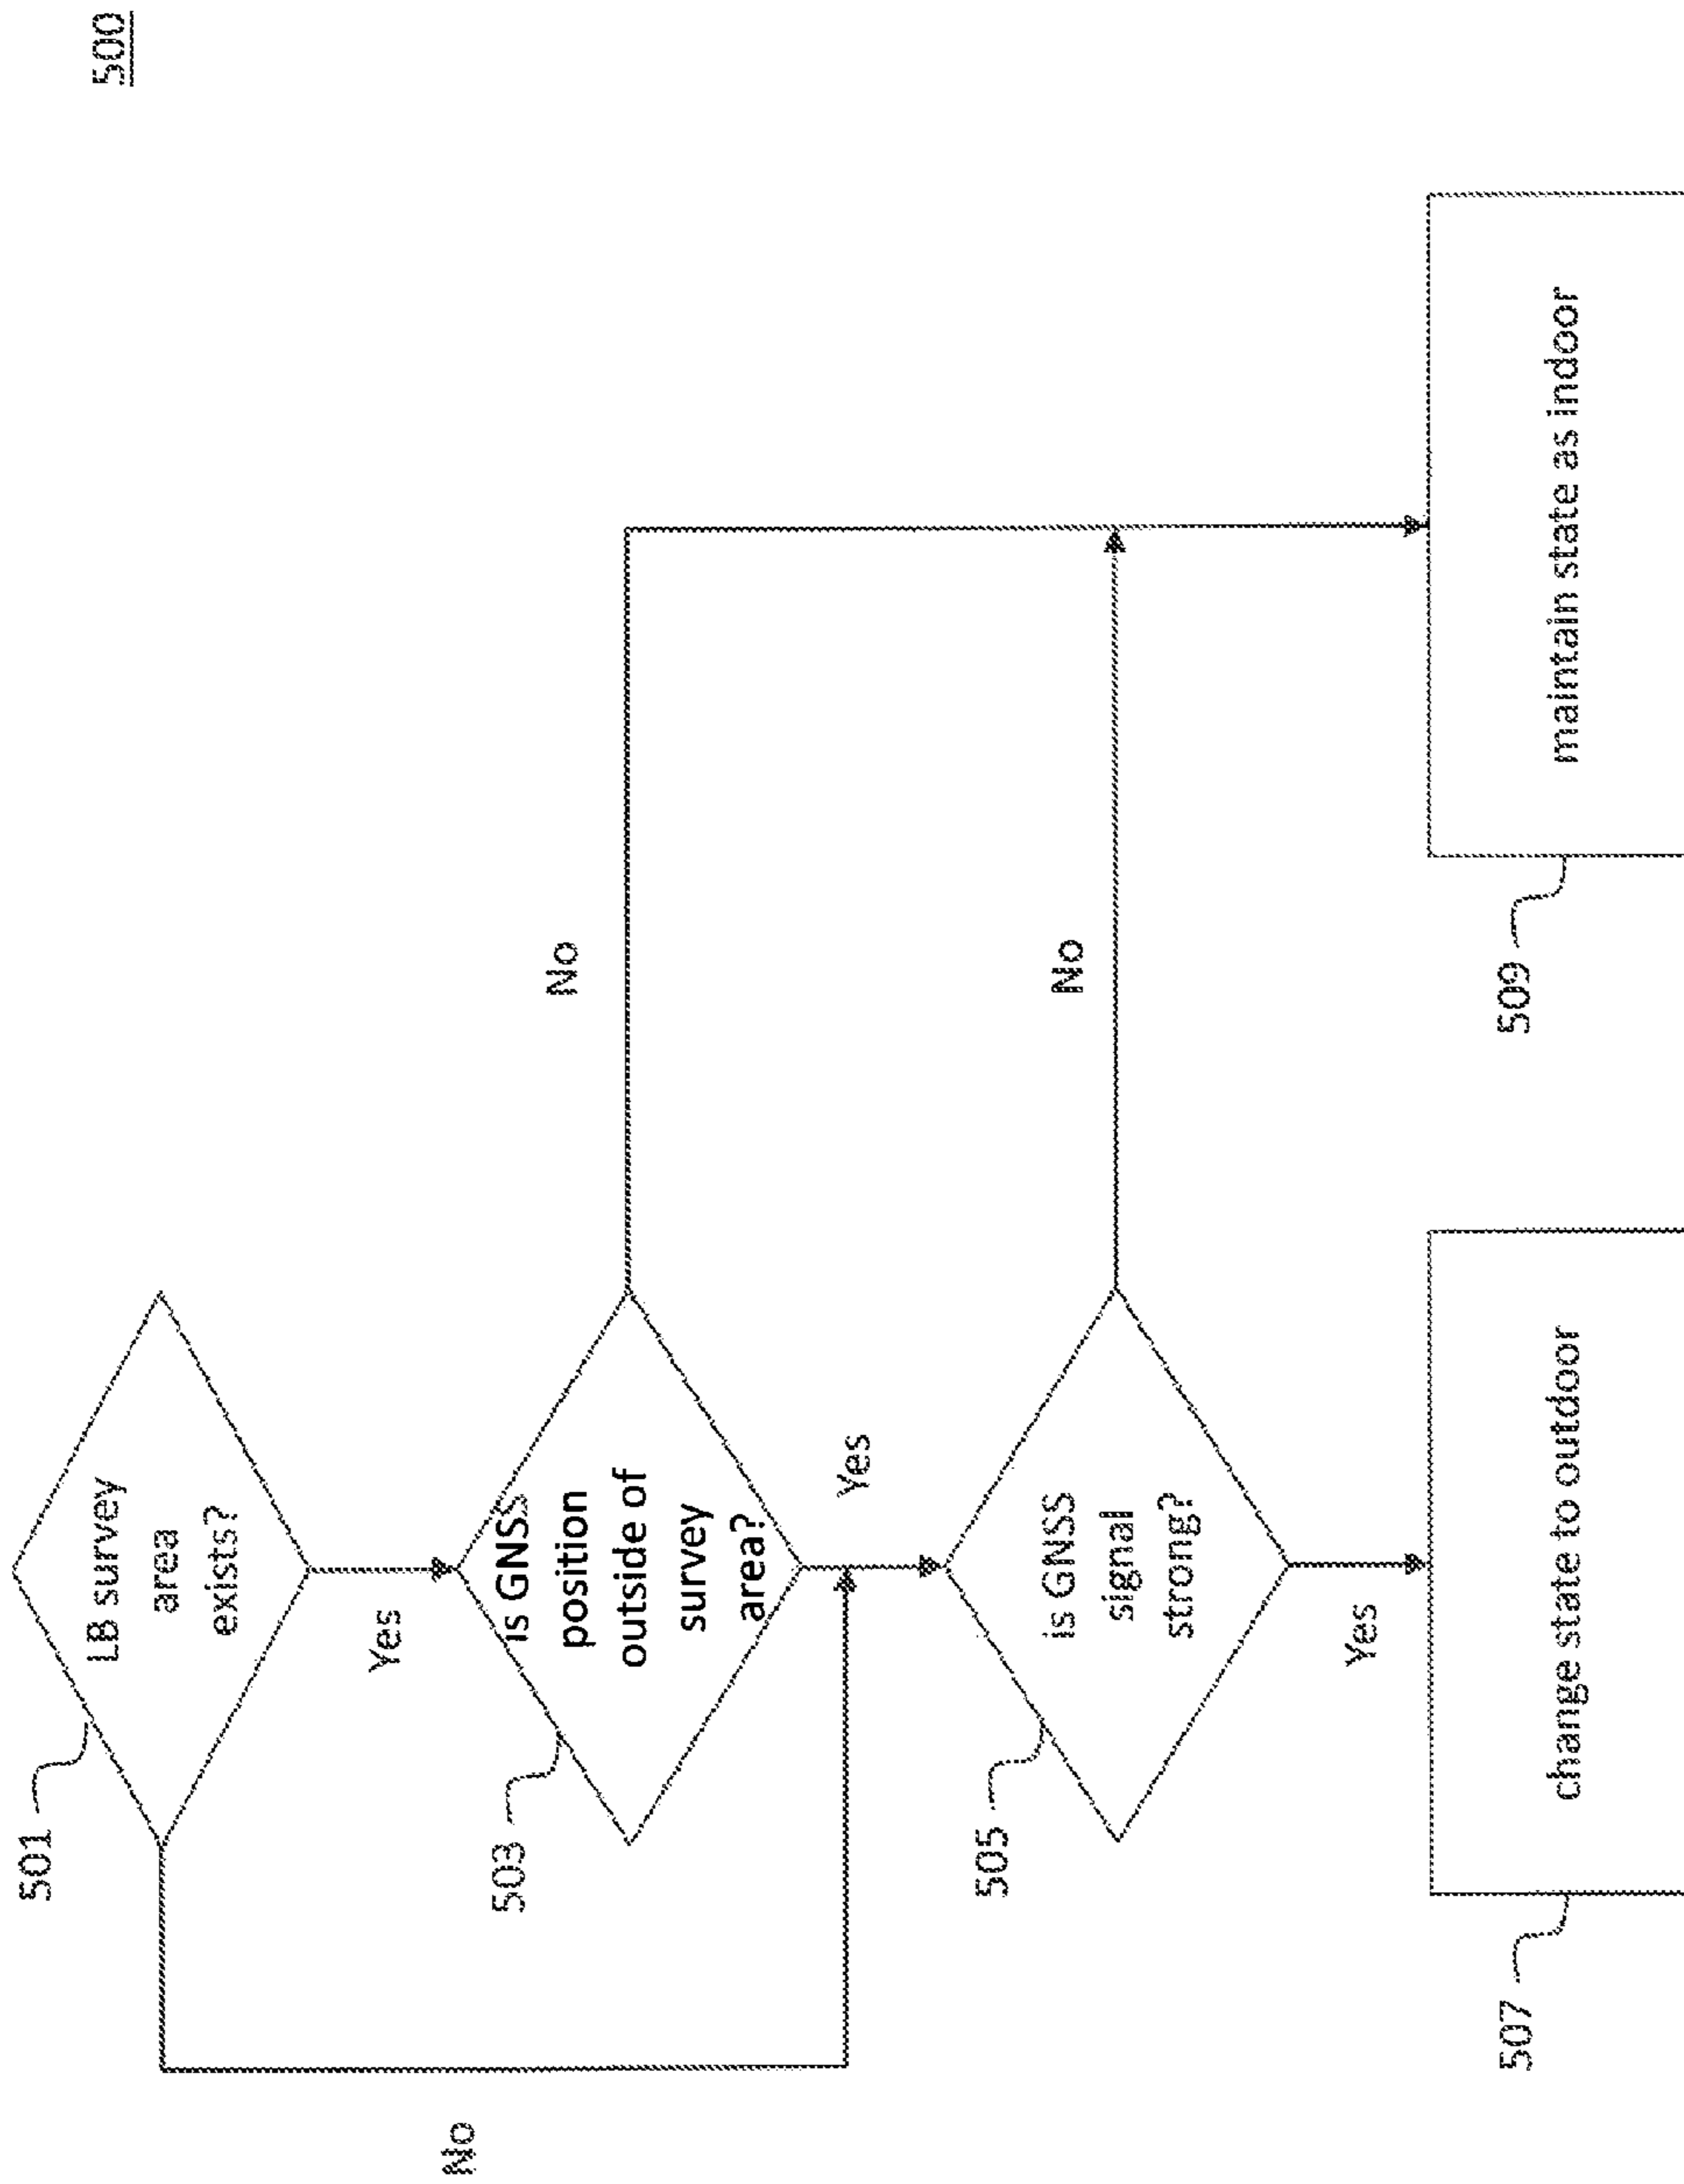 500
501
LB survey
area
exists?
No
Yes
503
is GNSS
position
outside of
survey
area?
No
Yes
505
is GNSS
signal
strong?
No
Yes
507
change state to outdoor
509
maintain state as indoor